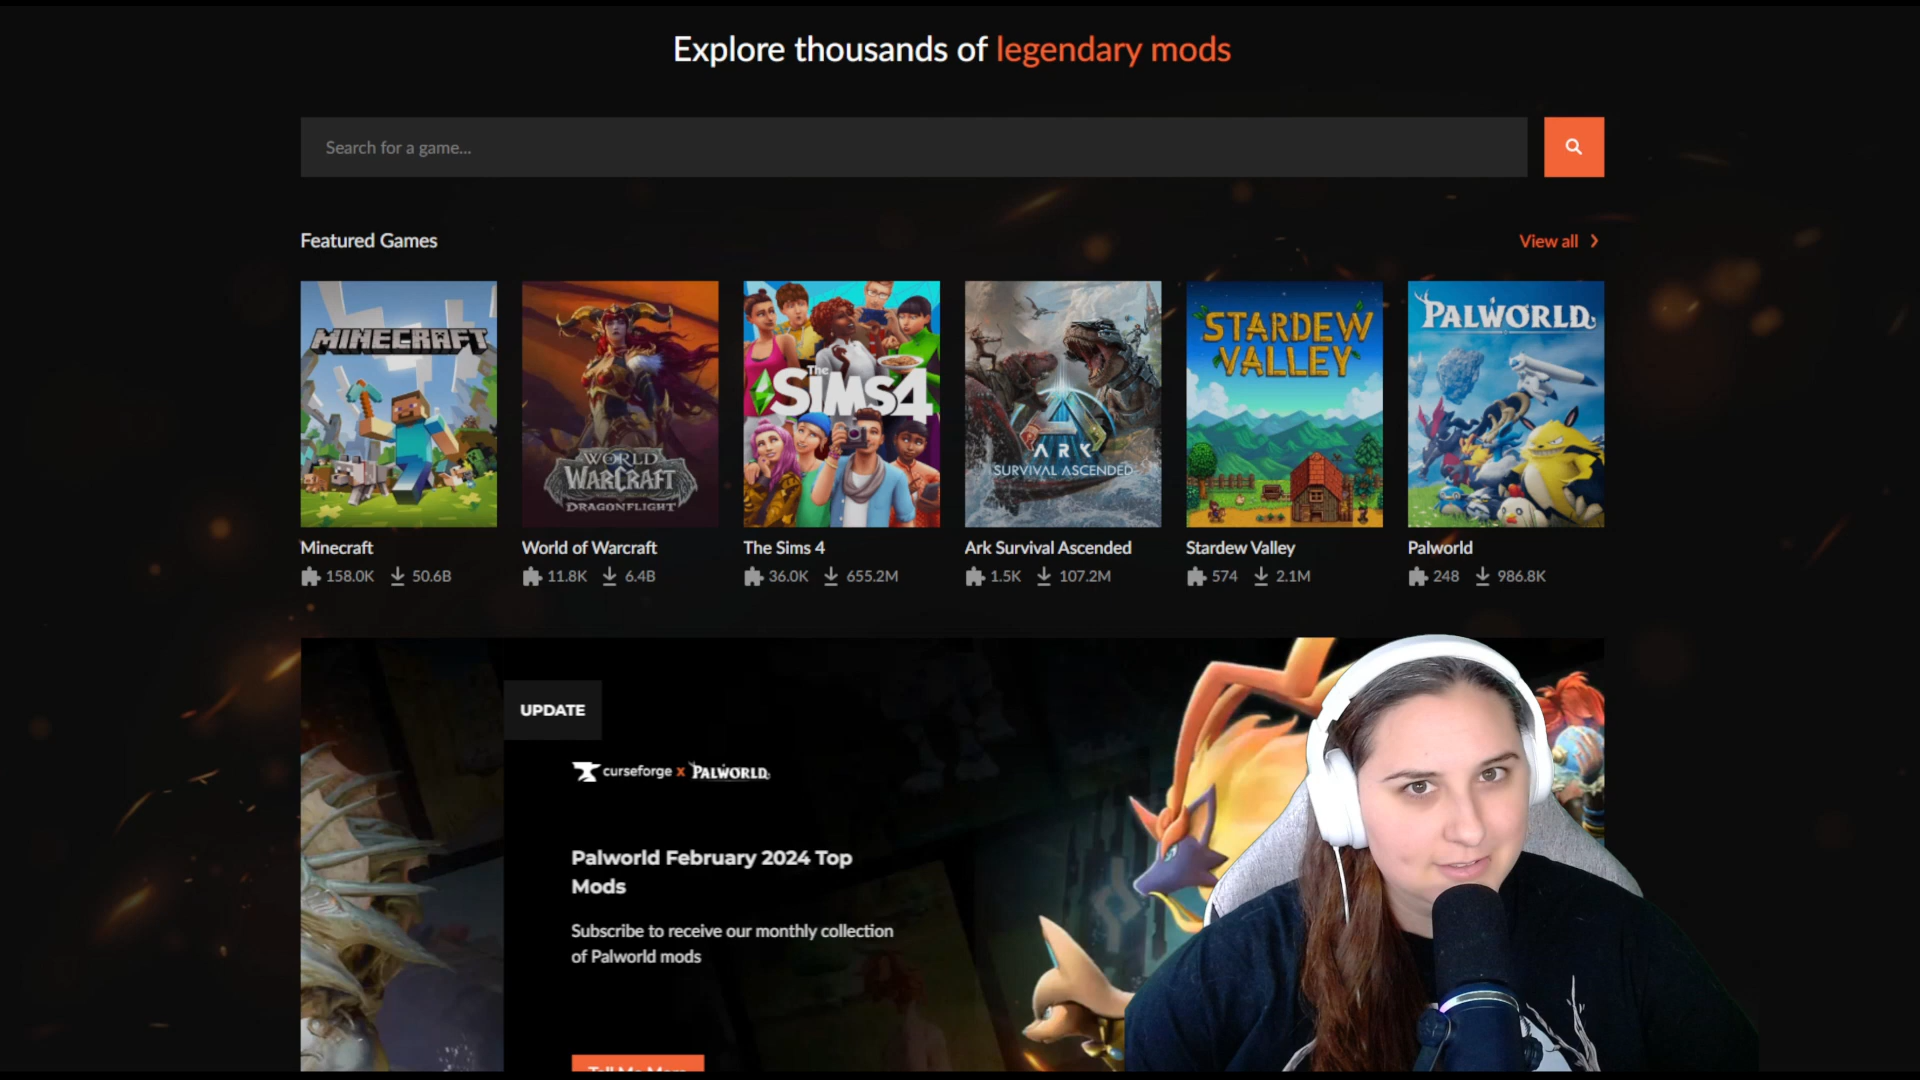 Explore thousands of legendary mods
Search for a game...
Featured Games
View all
MINECRAFT
WORLD
WARCRAFT
DRAGONFLIGHT
The
SIMS4
ARK
SURVIVAL ASCENDED
STARDEW
VALLEY
PALWORLD
Minecraft
158.0K 50.6B
World of Warcraft
11.8K 6.4B
The Sims 4
36.0K 655.2M
Ark Survival Ascended
1.5K 107.2M
Stardew Valley
574 2.1M
Palworld
248 986.8K
UPDATE
curseforge x PALWORLD
Palworld February 2024 Top
Mods
Subscribe to receive our monthly collection
of Palworld mods
Tell Me More